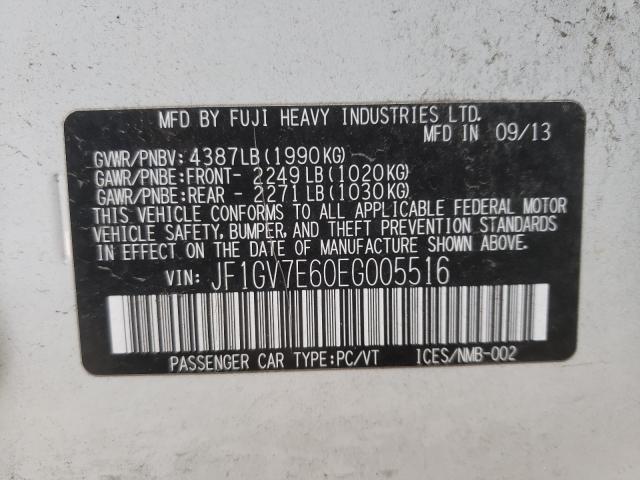 MFD BY FUJI HEAVY INDUSTRIES LTD.
MFD IN 09/13
GVWR/PNBV: 4387LB(1990KG)
GAWR/PNBE:FRONT- 2249LB(1020KG)
GAWR/PNBE:REAR - 2271LB(1030KG)
THIS VEHICLE CONFORMS TO ALL APPLICABLE FEDERAL MOTOR
VEHICLE SAFETY, BUMPER, AND THEFT PREVENTION STANDARDS
IN EFFECT ON THE DATE OF MANUFACTURE SHOWN ABOVE.
VIN: JF1GV7E60EG005516
PASSENGER CAR TYPE:PC/VT ICES/NMB-002